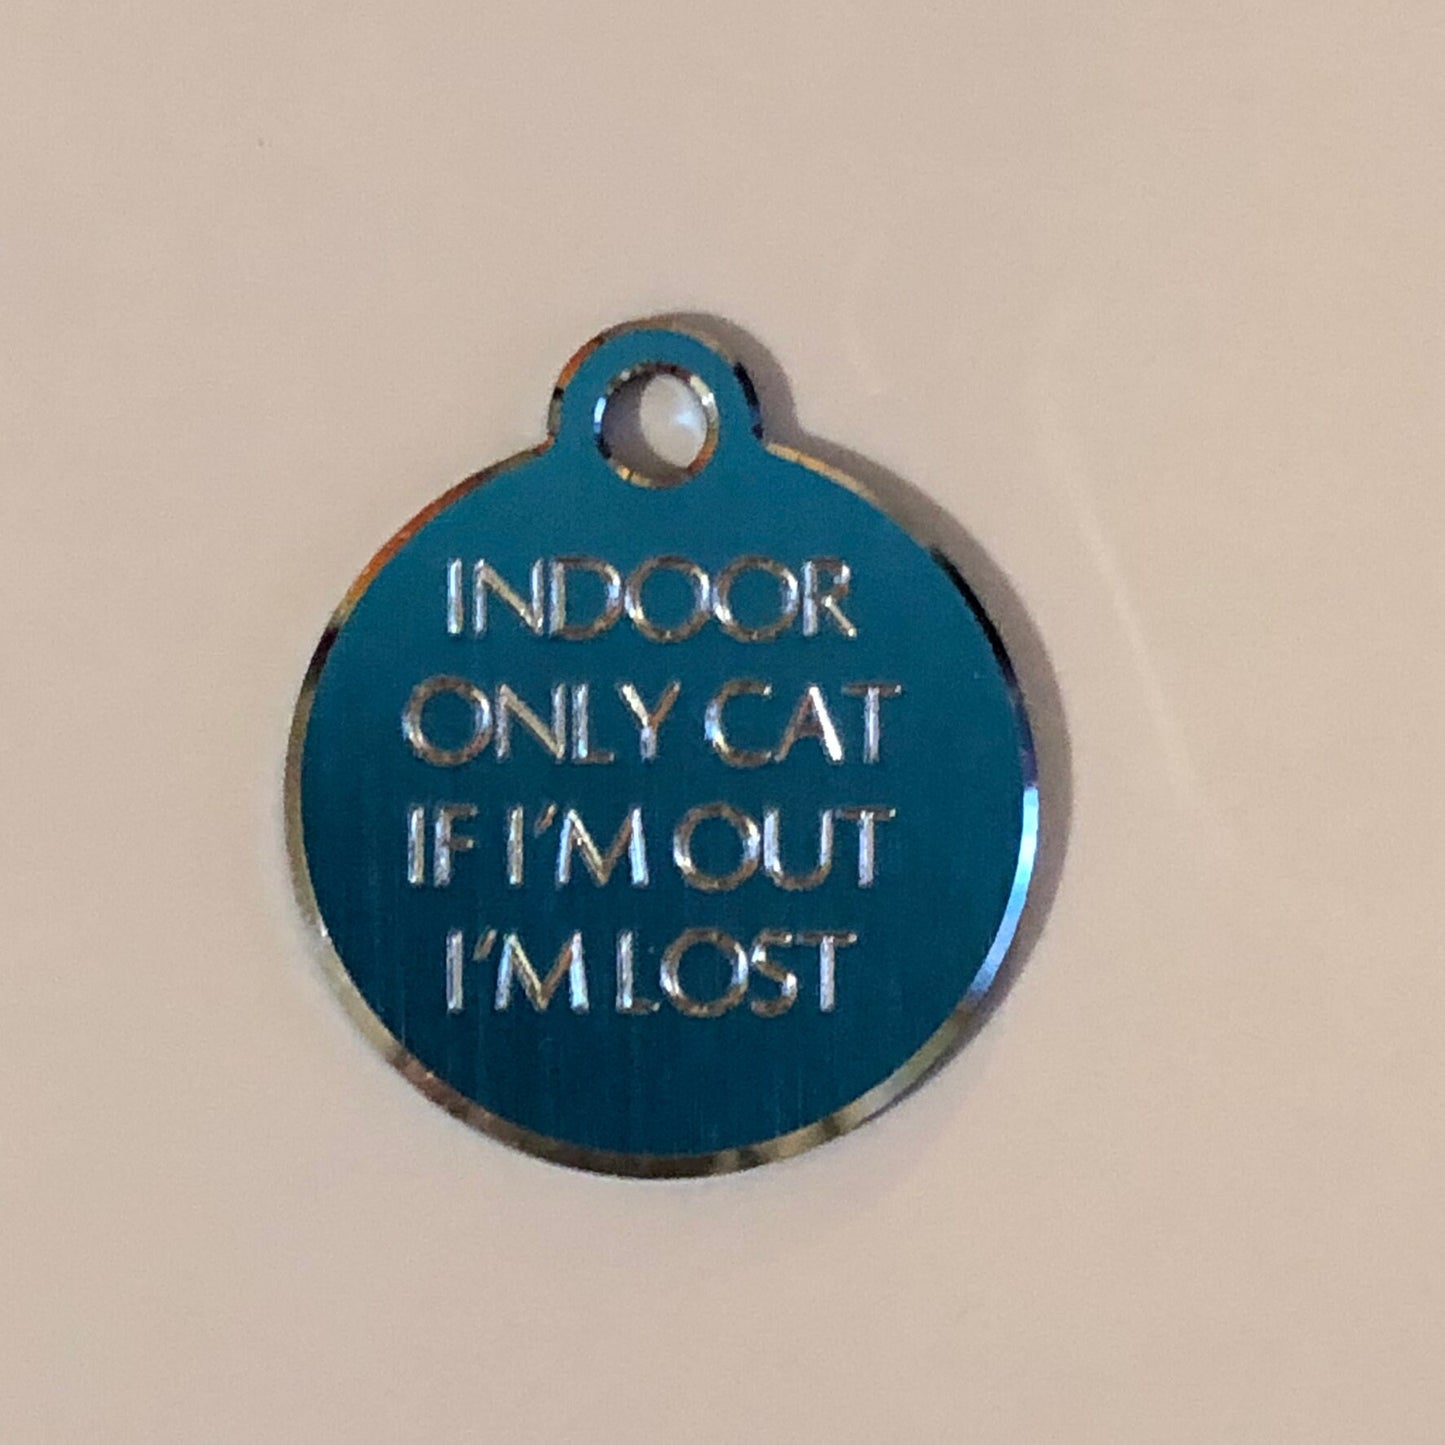 INDOOR
ONLY CAT
IF I'M OUT
I'M LOST